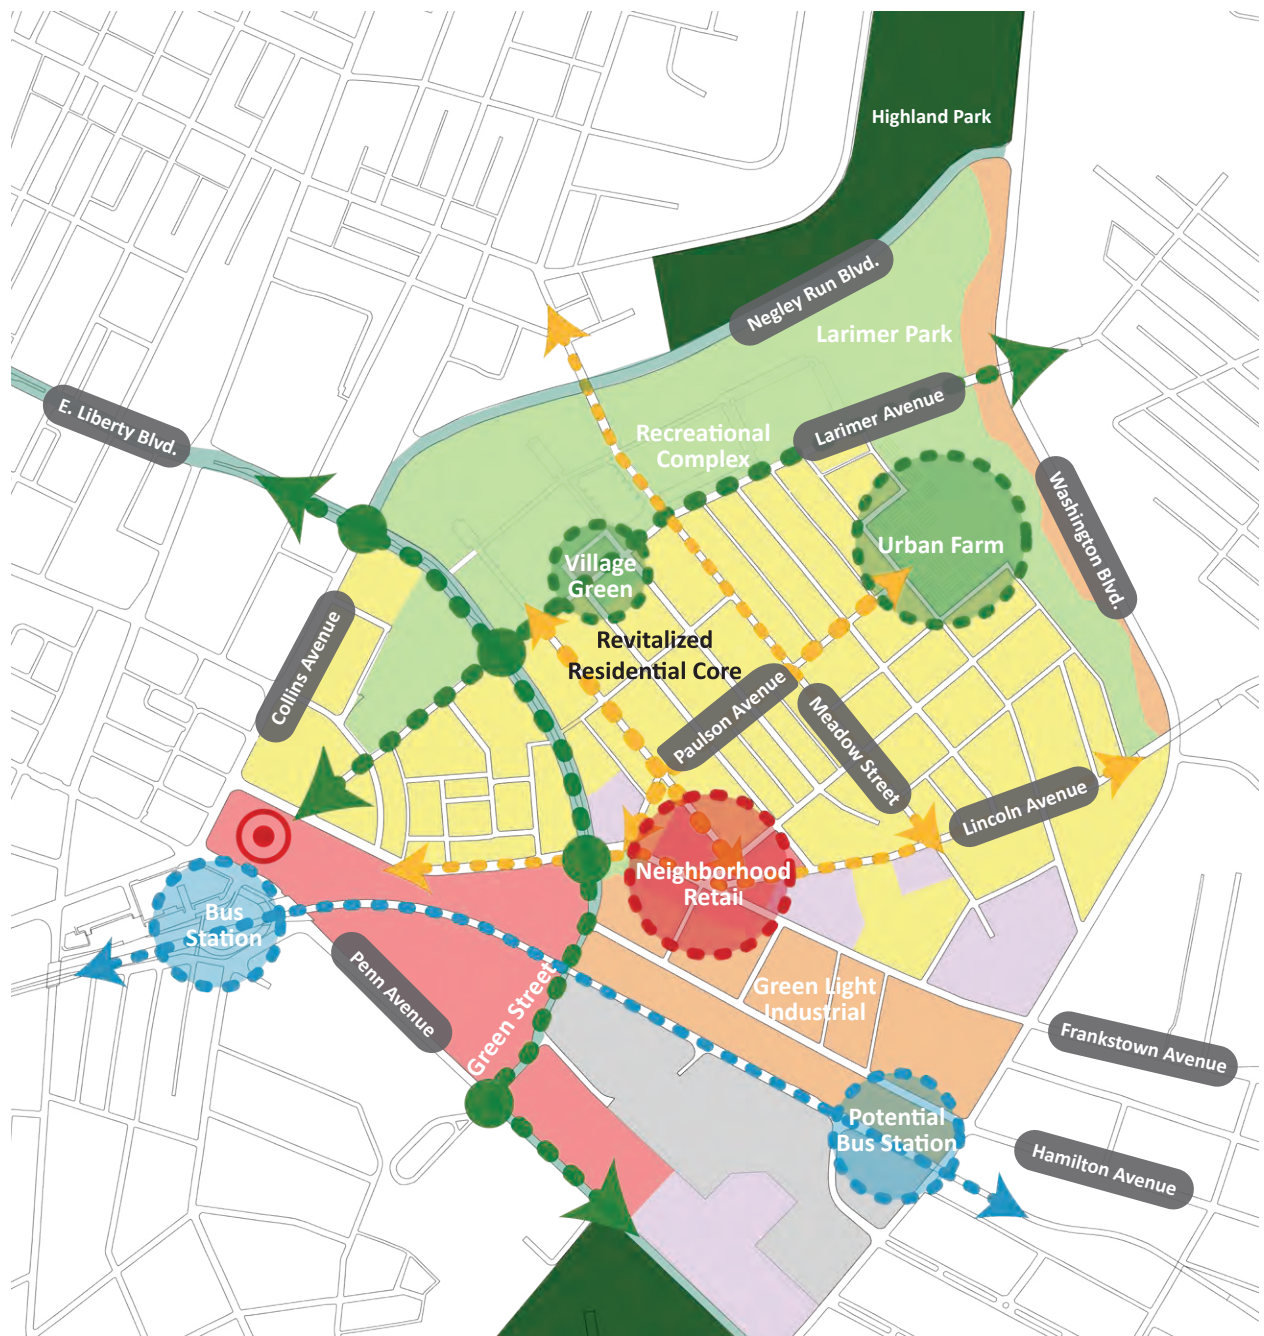 Highland Park
Negley Run Blvd.
Larimer Park
E. Liberty Blvd.
Larimer Avenue
Recreational
Complex
Washington Blvd.
Urban Farm
Village
Green
Collins Avenue
Revitalized
Residential Core
Paulson Avenue
Meadow Street
Lincoln Avenue
Neighborhood
Retail
Bus
Station
Penn Avenue
Green Street
Green Light
Industrial
Frankstown Avenue
Potential
Bus Station
Hamilton Avenue